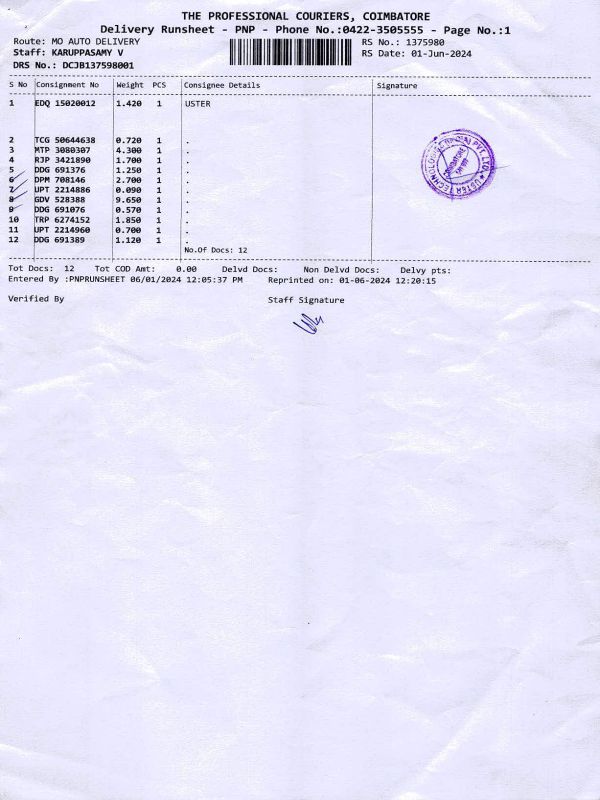 THE PROFESSIONAL COURIERS, COIMBATORE
Delivery Runsheet - PNP - Phone No.:0422-3505555 - Page No.:1
Route: MO AUTO DELIVERY RS No.: 1375980
Staff: KARUPPASAMY V RS Date: 01-Jun-2024
DRS No.: DCJB137598001
S No Consignment No Weight PCS Consignee Details Signature
1 EDQ 15020012 1.420 1 USTER
2 TCG 50644638 0.720 1 .
3 MTP 3080307 4.300 1 .
4 RJP 3421890 1.700 1 .
5 DDG 691376 1.250 1 .
6 DPM 708146 2.700 1 .
7 UPT 2214886 0.090 1 .
8 GDV 528388 9.650 1 .
9 DDG 691076 0.570 1 .
10 TRP 6274152 1.850 1 .
11 UPT 2214960 0.700 1 .
12 DDG 691389 1.120 1 .
No.Of Docs: 12
USTER TECHNOLOGIES PVT. LTD.
COIMBATORE
Tot Docs: 12 Tot COD Amt: 0.00 Delvd Docs: Non Delvd Docs: Delvy pts:
Entered By :PNPRUNSHEET 06/01/2024 12:05:37 PM Reprinted on: 01-06-2024 12:20:15
Verified By Staff Signature